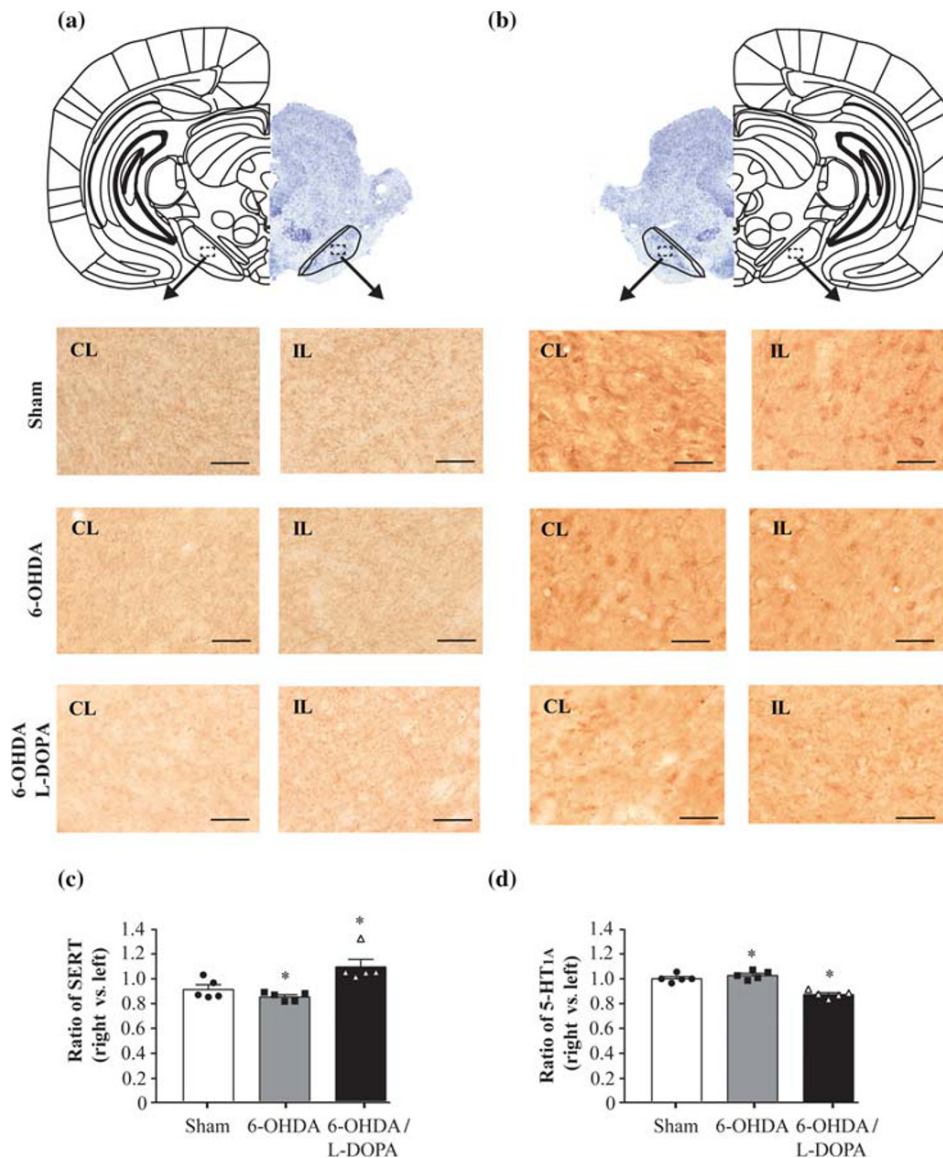 (a)
(b)
Sham
CL
IL
CL
IL
6-OHDA
CL
IL
CL
IL
6-OHDA
L-DOPA
CL
IL
CL
IL
(c)
Ratio of SERT
(right vs. left)
1.4
1.2
1.0
0.8
0.6
0.4
0.2
0
*
*
Sham
6-OHDA
6-OHDA /
L-DOPA
(d)
Ratio of 5-HT1A
(right vs. left)
1.4
1.2
1.0
0.8
0.6
0.4
0.2
0
*
*
Sham
6-OHDA
6-OHDA /
L-DOPA